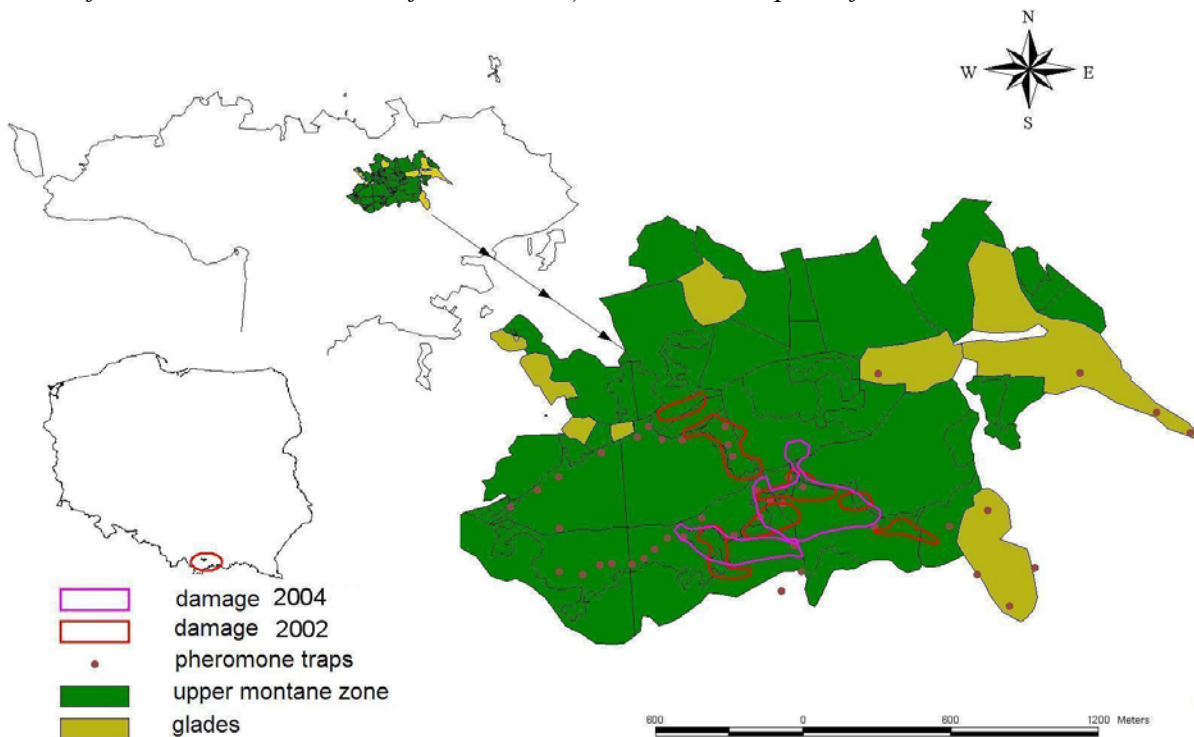 N
W E
S
damage 2004
damage 2002
pheromone traps
upper montane zone
glades
600 0 600 1200 Meters